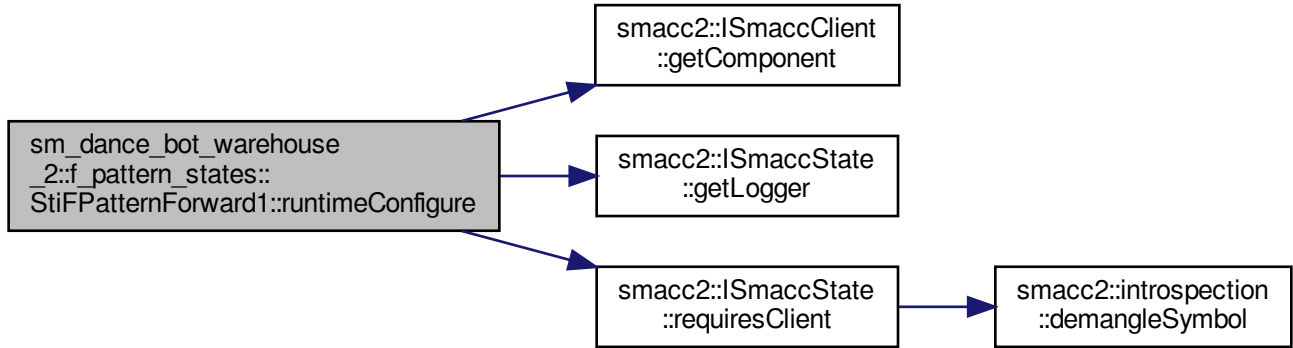 smacc2::ISmaccClient
::getComponent
sm_dance_bot_warehouse
_2::f_pattern_states::
StiFPatternForward1::runtimeConfigure
smacc2::ISmaccState
::getLogger
smacc2::ISmaccState
::requiresClient
smacc2::introspection
::demangleSymbol